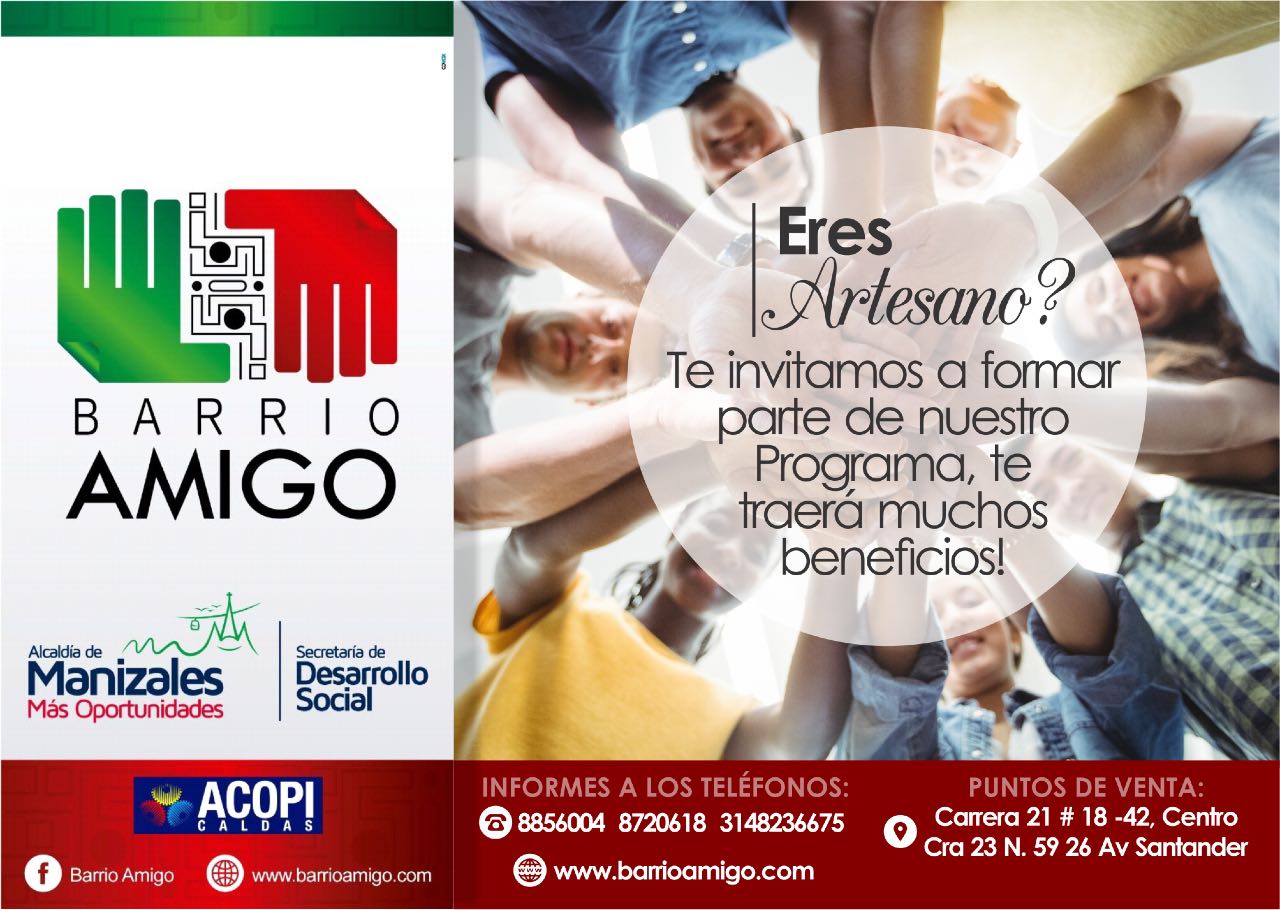 BARRIO
AMIGO
Alcaldía de
Manizales
Más Oportunidades
Secretaría de
Desarrollo
Social
ACOPI
CALDAS
Barrio Amigo
www.barrioamigo.com
Eres
Artesano?
Te invitamos a formar
parte de nuestro
Programa, te
traerá muchos
beneficios!
INFORMES A LOS TELÉFONOS:
8856004 8720618 3148236675
www.barrioamigo.com
PUNTOS DE VENTA:
Carrera 21 # 18 -42, Centro
Cra 23 N. 59 26 Av Santander